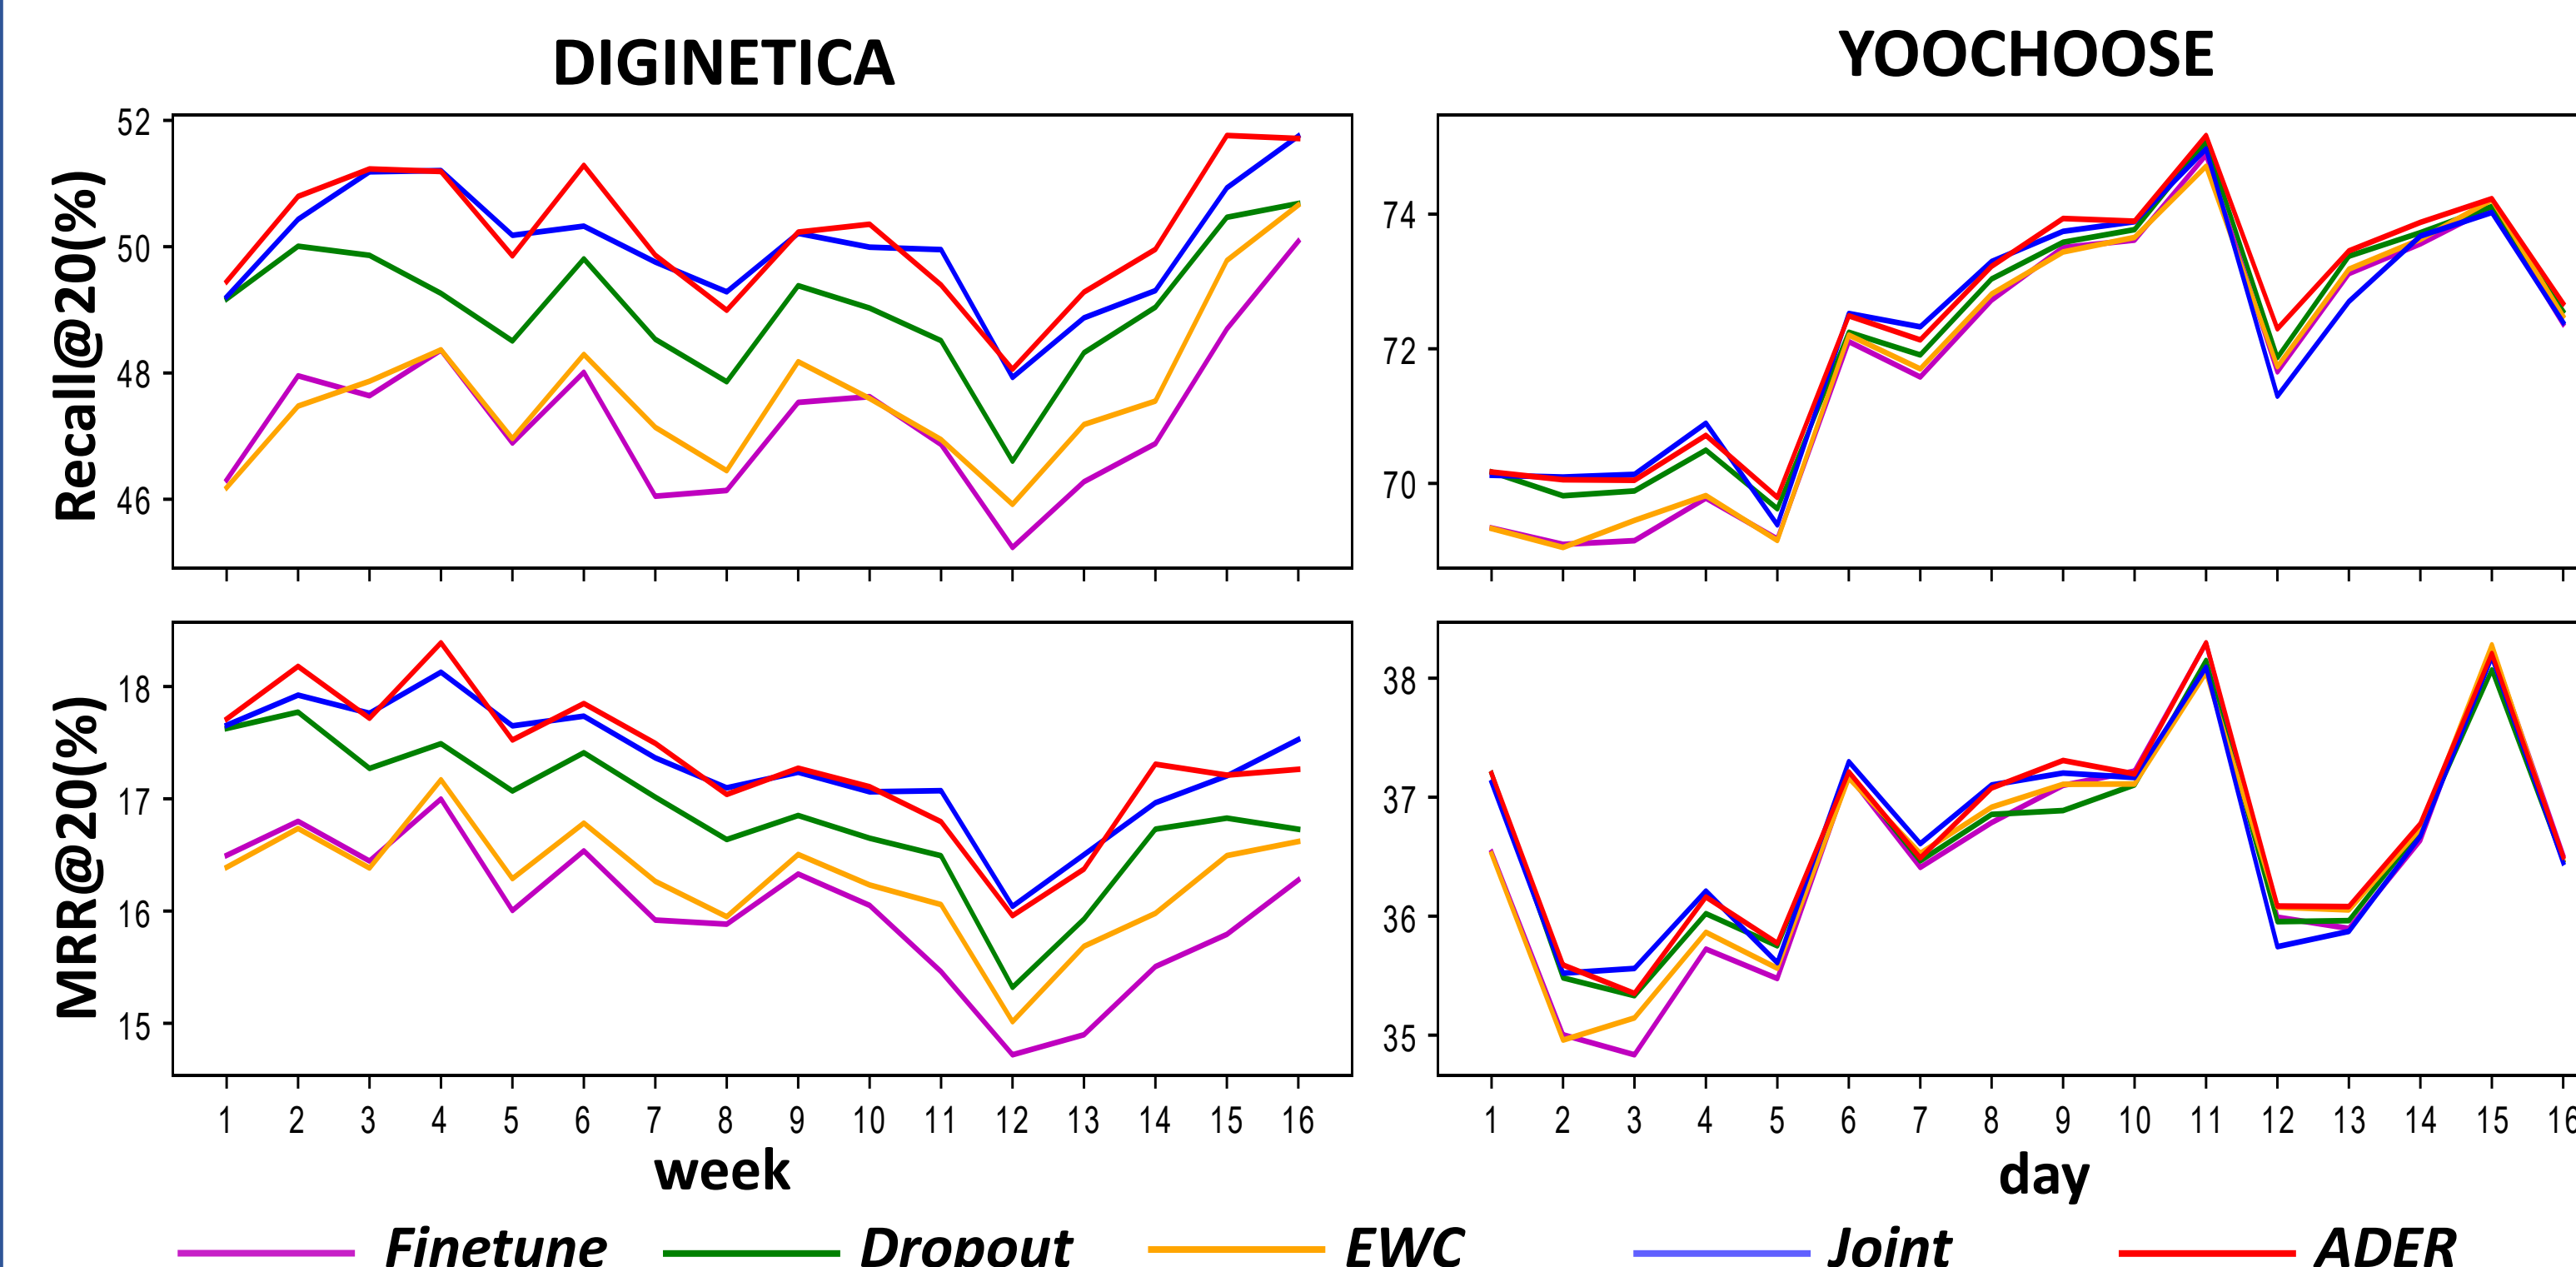 DIGINETICA
YOOCHOOSE
Recall@20(%)
52
50
48
46
74
72
70
MRR@20(%)
18
17
16
15
38
37
36
35
1 2 3 4 5 6 7 8 9 10 11 12 13 14 15 16
1 2 3 4 5 6 7 8 9 10 11 12 13 14 15 16
week
day
Finetune Dropout EWC Joint ADER